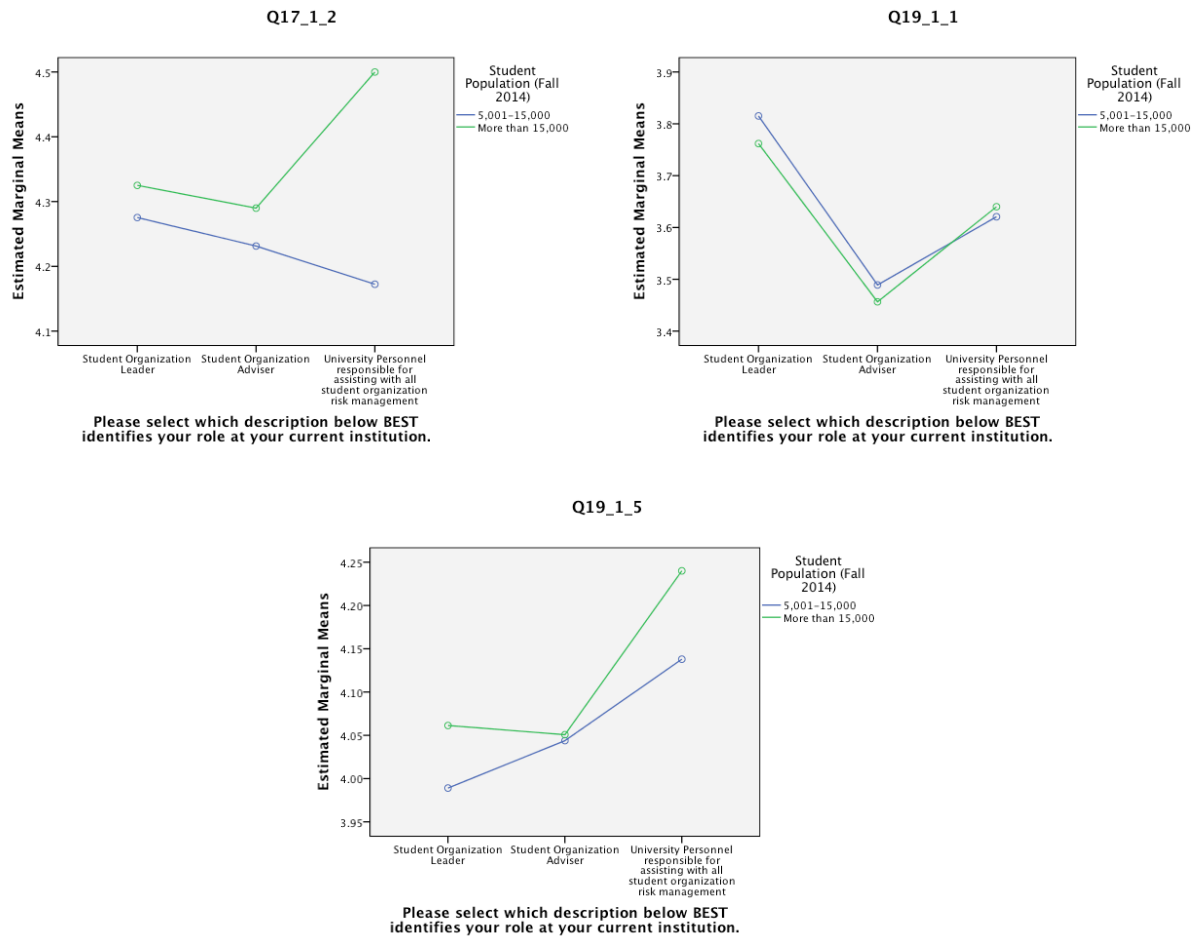 Q17_1_2
Estimated Marginal Means
4.5
4.4
4.3
4.2
4.1
Student Organization
Leader
Student Organization
Adviser
University Personnel
responsible for
assisting with all
student organization
risk management
Please select which description below BEST
identifies your role at your current institution.
Student
Population (Fall
2014)
5,001-15,000
More than 15,000
Q19_1_1
Estimated Marginal Means
3.9
3.8
3.7
3.6
3.5
3.4
Student Organization
Leader
Student Organization
Adviser
University Personnel
responsible for
assisting with all
student organization
risk management
Please select which description below BEST
identifies your role at your current institution.
Student
Population (Fall
2014)
5,001-15,000
More than 15,000
Q19_1_5
Estimated Marginal Means
4.25
4.20
4.15
4.10
4.05
4.00
3.95
Student Organization
Leader
Student Organization
Adviser
University Personnel
responsible for
assisting with all
student organization
risk management
Please select which description below BEST
identifies your role at your current institution.
Student
Population (Fall
2014)
5,001-15,000
More than 15,000